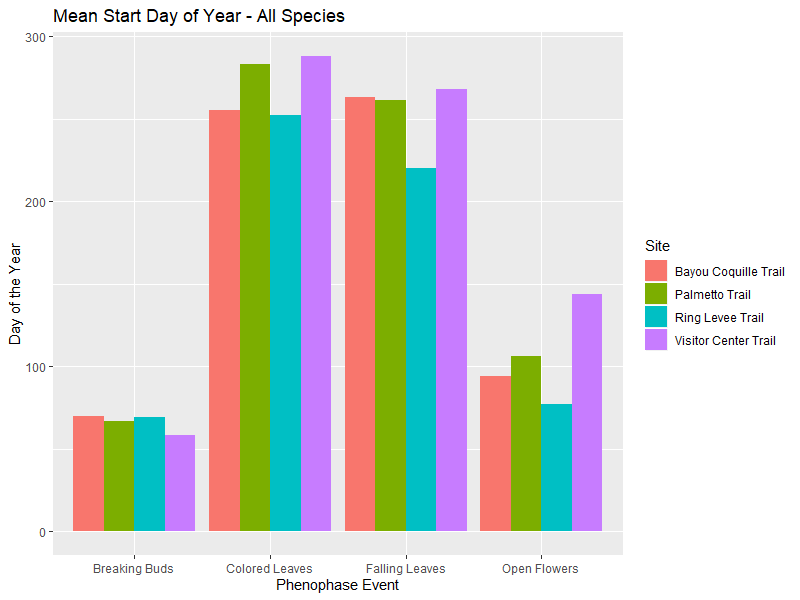 Mean Start Day of Year - All Species
300
200
100
0
Day of the Year
Breaking Buds
Colored Leaves
Falling Leaves
Open Flowers
Phenophase Event
Site
Bayou Coquille Trail
Palmetto Trail
Ring Levee Trail
Visitor Center Trail